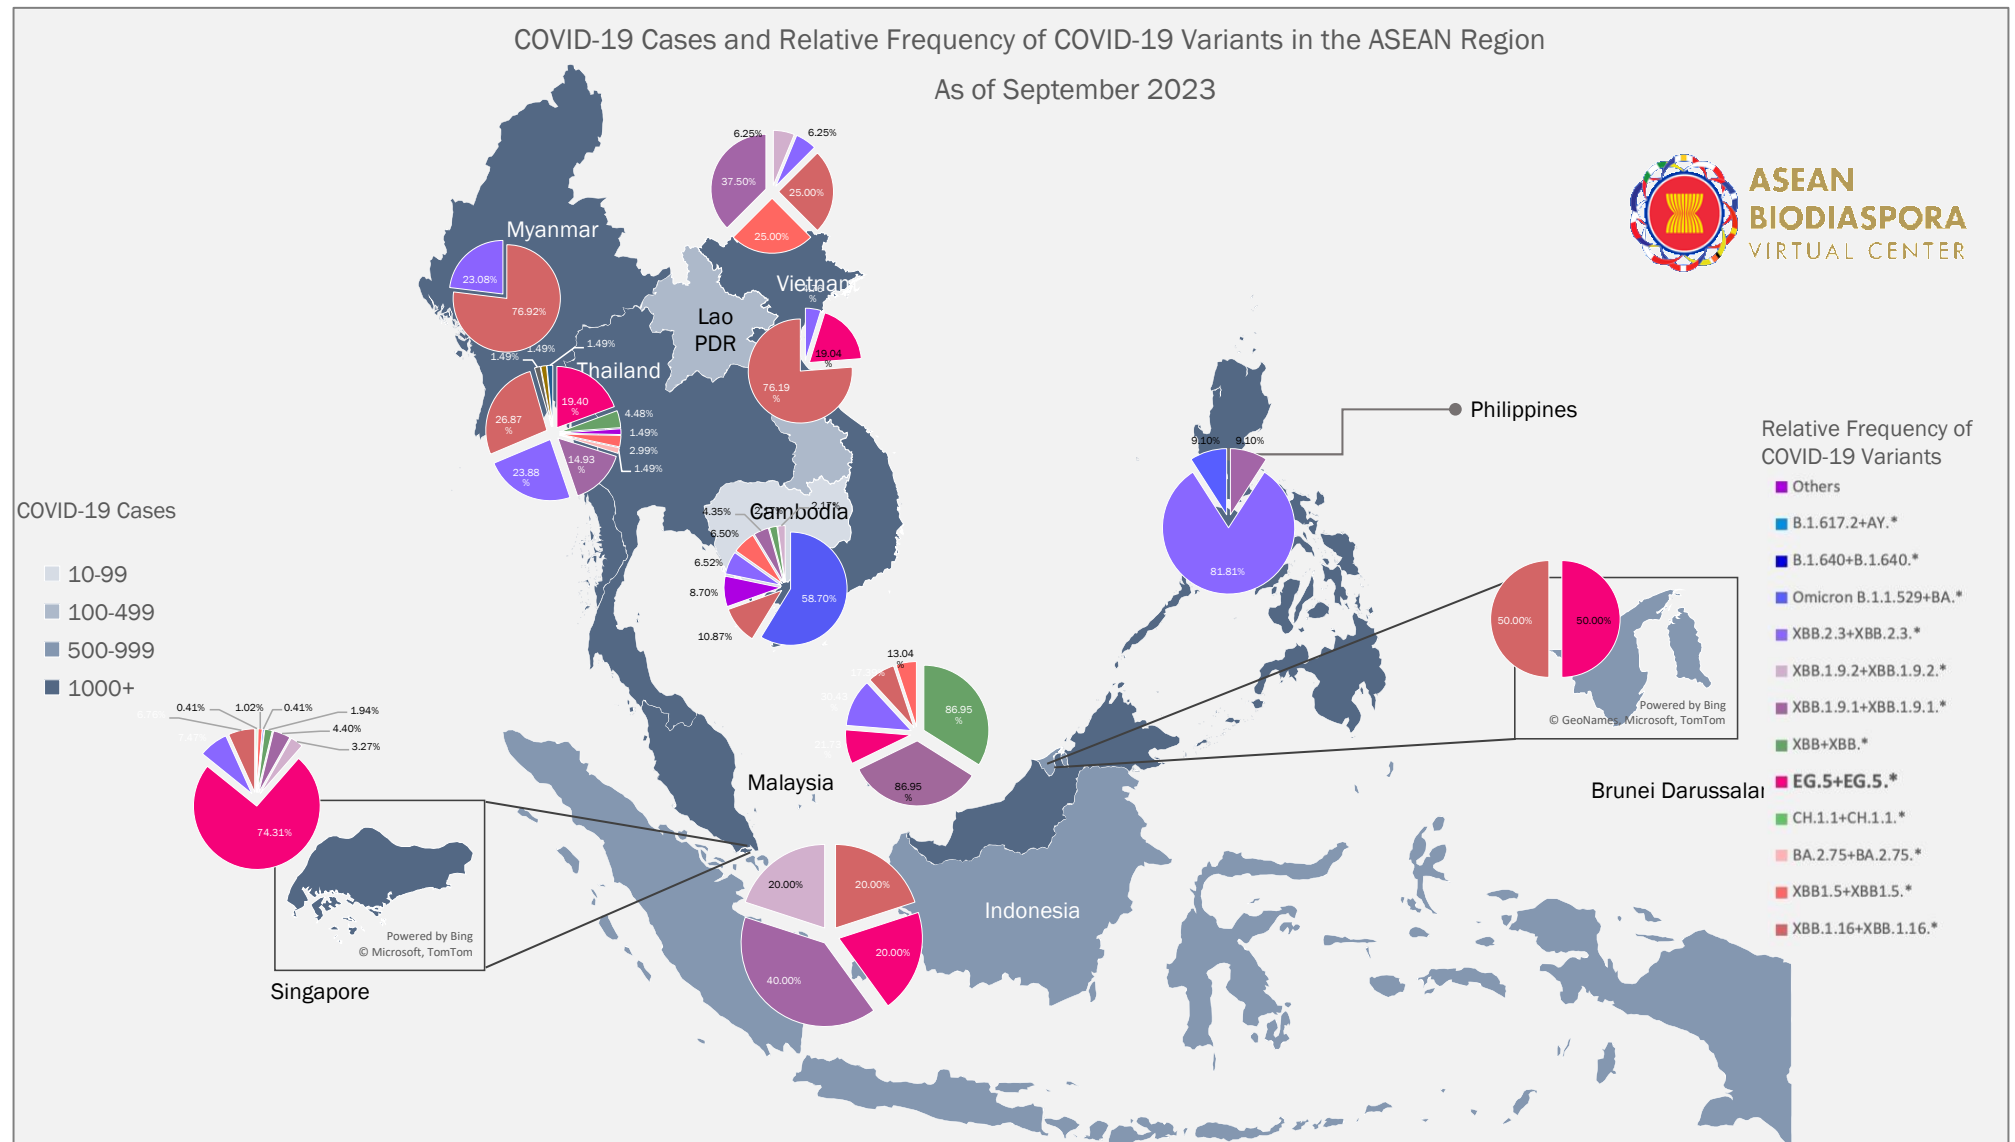 COVID-19 Cases and Relative Frequency of COVID-19 Variants in the ASEAN Region
As of September 2023
ASEAN
BIODIASPORA
VIRTUAL CENTER
6.25%
6.25%
37.50%
25.00%
25.00%
Myanmar
23.08%
76.92%
Vietnam
%
19.04
%
76.19
%
Lao
PDR
1.49%
1.49%
1.49%
Thailand
19.40
%
4.48%
1.49%
2.99%
1.49%
26.87
%
14.93
%
23.88
%
Philippines
9.10%
9.10%
81.81%
COVID-19 Cases
10-99
100-499
500-999
1000+
Cambodia
4.35%
2.17%
6.50%
6.52%
8.70%
10.87%
58.70%
13.04
%
86.95
%
21.73
86.95
%
Malaysia
50.00%
50.00%
Powered by Bing
© GeoNames, Microsoft, TomTom
Brunei Darussalar
0.41%
1.02%
0.41%
1.94%
4.40%
3.27%
74.31%
Powered by Bing
© Microsoft, TomTom
Singapore
20.00%
20.00%
20.00%
40.00%
Indonesia
Relative Frequency of
COVID-19 Variants
Others
B.1.617.2+AY.*
B.1.640+B.1.640.*
Omicron B.1.1.529+BA.*
XBB.2.3+XBB.2.3.*
XBB.1.9.2+XBB.1.9.2.*
XBB.1.9.1+XBB.1.9.1.*
XBB+XBB.*
EG.5+EG.5.*
CH.1.1+CH.1.1.*
BA.2.75+BA.2.75.*
XBB1.5+XBB1.5.*
XBB.1.16+XBB.1.16.*